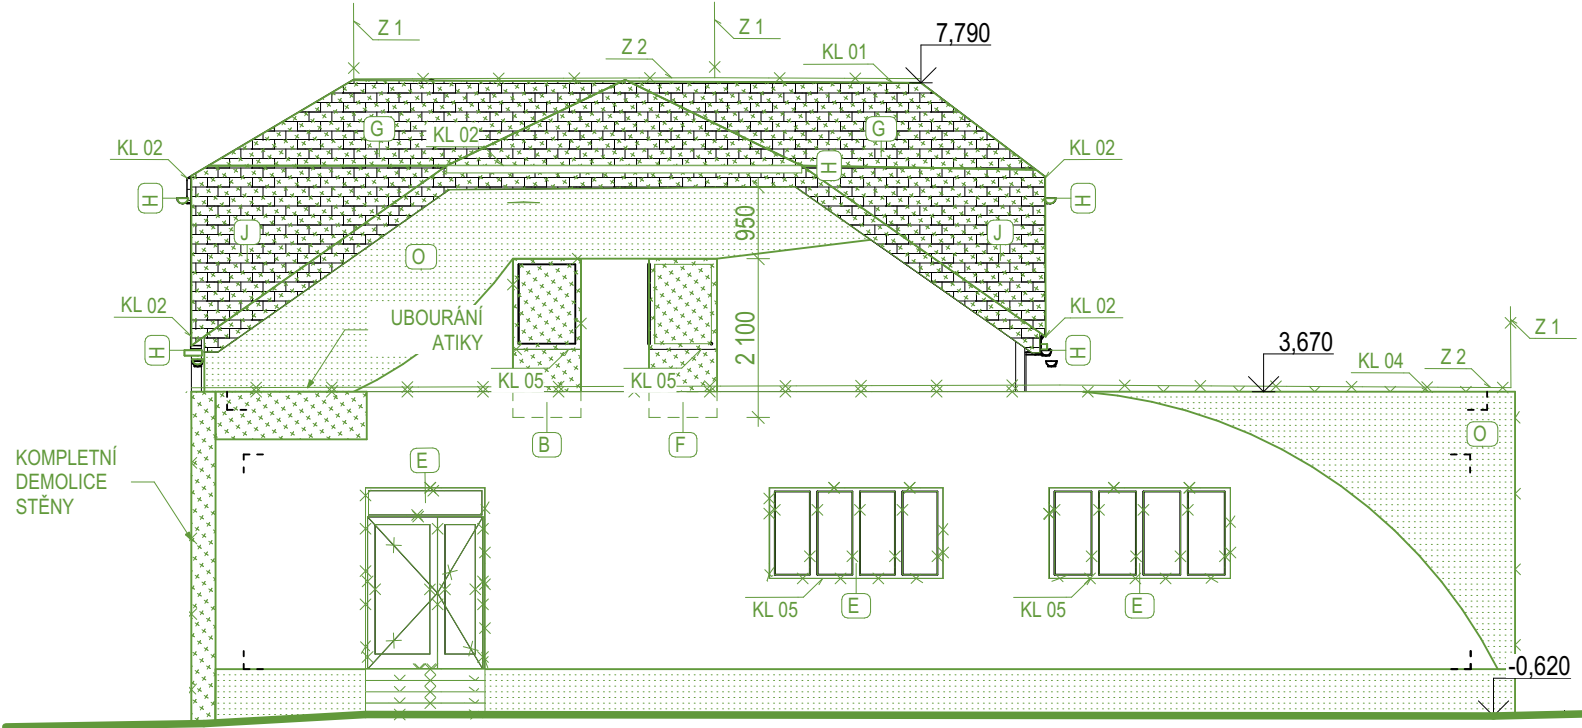 Z 1
Z 1
7,790
Z 2
KL 01
G
KL 02
G
KL 02
KL 02
H
H
H
J
950
J
O
KL 02
UBOURÁNÍ
ATIKY
2 100
KL 02
Z 1
H
3,670
H
KL 04
Z 2
KL 05
KL 05
B
F
O
KOMPLETNÍ
DEMOLICE
STĚNY
E
KL 05
E
KL 05
E
-0,620